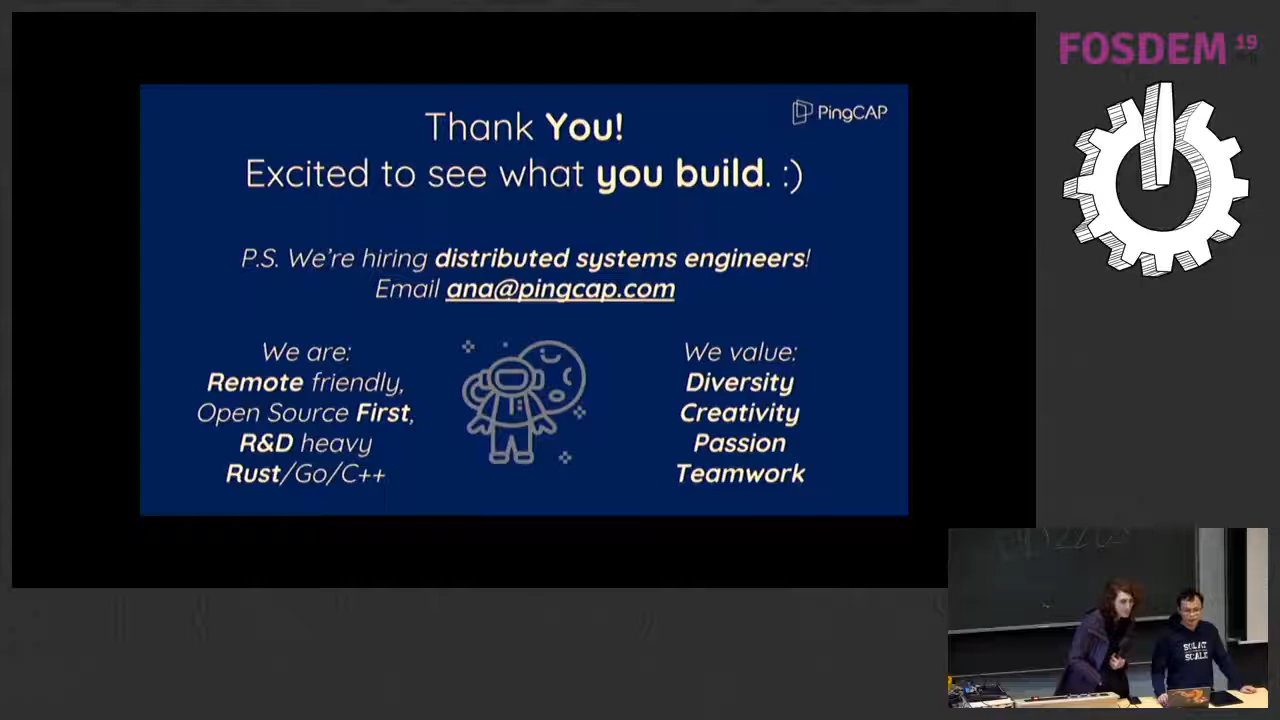 FOSDEM 19
PingCAP
Thank You!
Excited to see what you build. :)
P.S. We're hiring distributed systems engineers!
Email ana@pingcap.com
We are:
Remote friendly,
Open Source First,
R&D heavy
Rust/Go/C++
We value:
Diversity
Creativity
Passion
Teamwork
SCALE